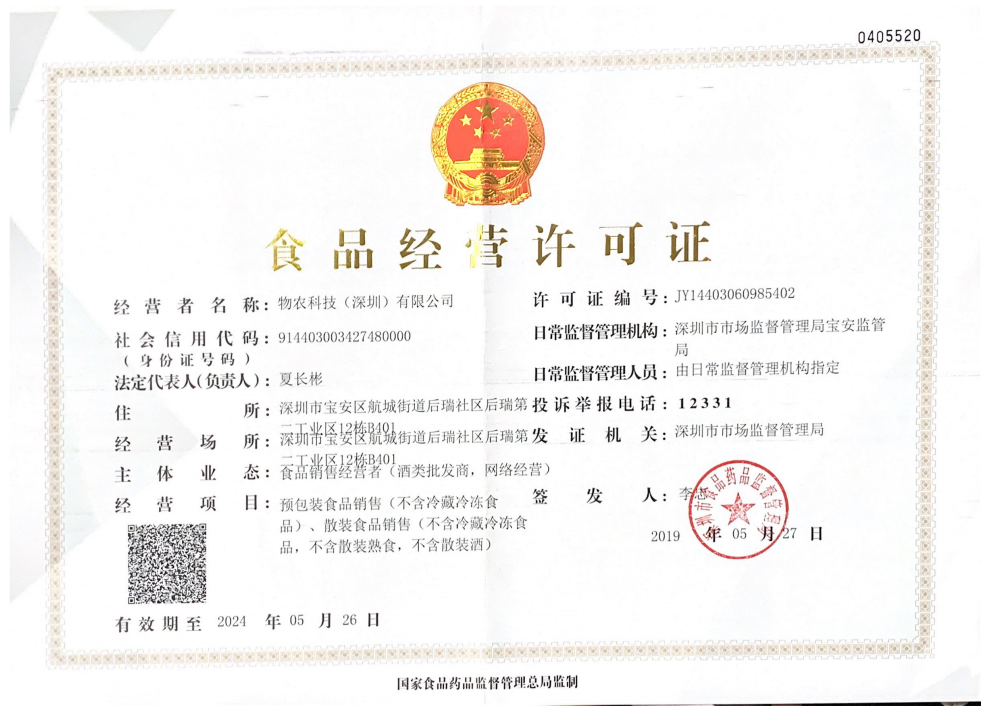 0405520
食品经营许可证
经营者名称：物农科技（深圳）有限公司
社会信用代码：914403003427480000
（身份证号码）
法定代表人(负责人)：夏长彬
住所：深圳市宝安区航城街道后瑞社区后瑞第
二工业区12栋B401
经营场所：深圳市宝安区航城街道后瑞社区后瑞第
二工业区12栋B401
主体业态：食品销售经营者（酒类批发商，网络经营）
经营项目：预包装食品销售（不含冷藏冷冻食
品）、散装食品销售（不含冷藏冷冻食
品，不含散装熟食，不含散装酒）
有效期至 2024 年 05 月 26 日
许可证编号：JY14403060985402
日常监督管理机构：深圳市市场监督管理局宝安监管
局
日常监督管理人员：由日常监督管理机构指定
投诉举报电话：12331
发证机关：深圳市市场监督管理局
签发人：李
深圳市食品药品监督管理局
2019 年 05 月 27 日
国家食品药品监督管理总局监制